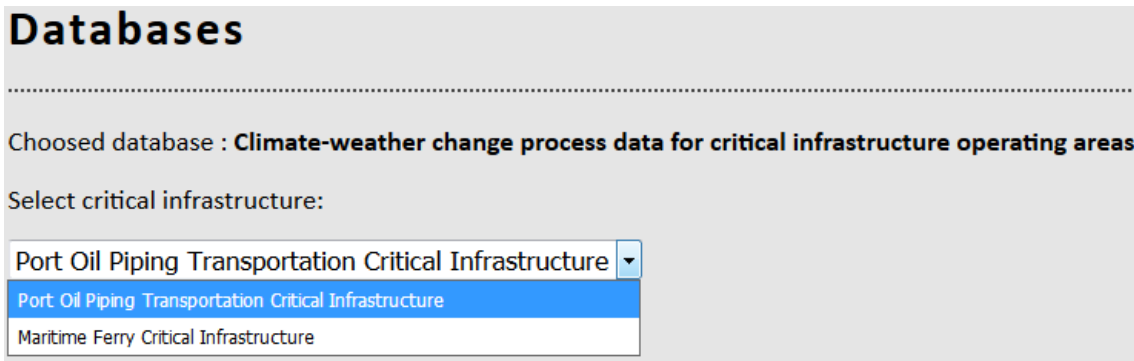 Databases
Choosed database : Climate-weather change process data for critical infrastructure operating areas
Select critical infrastructure:
Port Oil Piping Transportation Critical Infrastructure
Port Oil Piping Transportation Critical Infrastructure
Maritime Ferry Critical Infrastructure